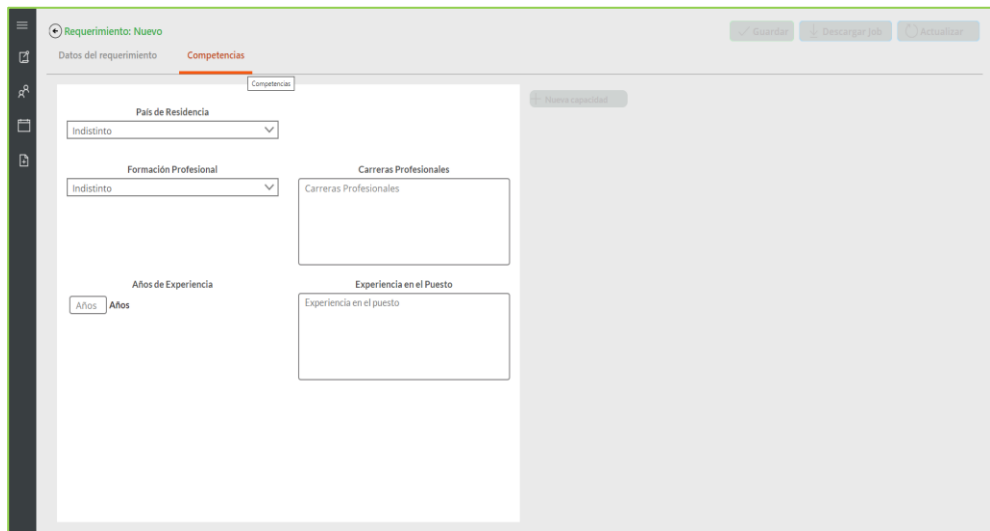 Requerimiento: Nuevo
Guardar
Descargar Job
Actualizar
Datos del requerimiento
Competencias
Competencias
Nueva capacidad
País de Residencia
Indistinto
Formación Profesional
Carreras Profesionales
Indistinto
Carreras Profesionales
Años de Experiencia
Experiencia en el Puesto
Años
Años
Experiencia en el puesto